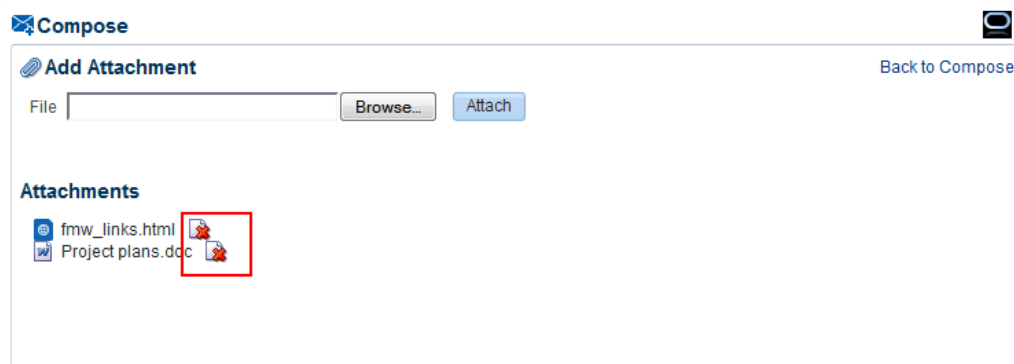 Compose
Add Attachment
Back to Compose
File
Browse...
Attach
Attachments
fmw_links.html
Project plans.doc